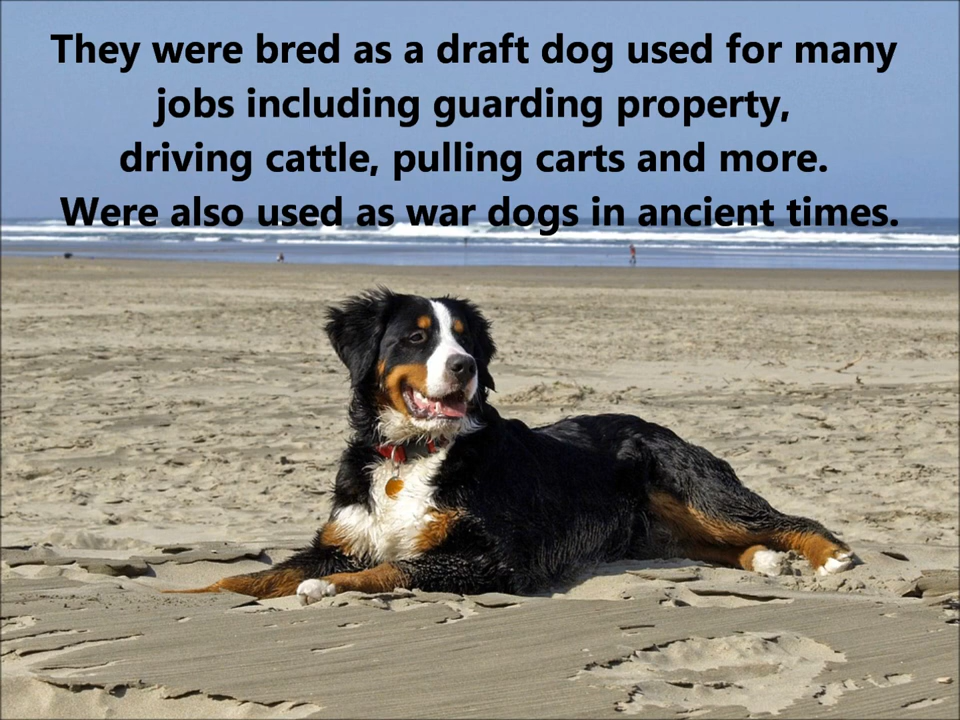 They were bred as a draft dog used for many
jobs including guarding property,
driving cattle, pulling carts and more.
Were also used as war dogs in ancient times.